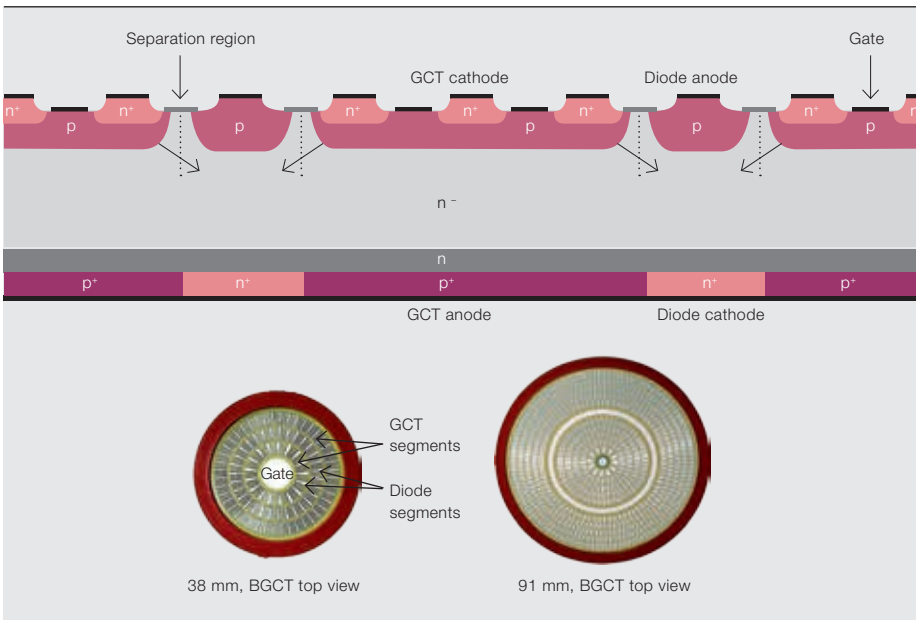 Separation region
Gate
GCT cathode
Diode anode
n⁺ n⁺ n⁺ n⁺ n⁺ n⁺ n
p p p p p
n⁻
n
p⁺ n⁺ p⁺ n⁺ p⁺
GCT anode
Diode cathode
GCT
segments
Gate
Diode
segments
38 mm, BGCT top view
91 mm, BGCT top view